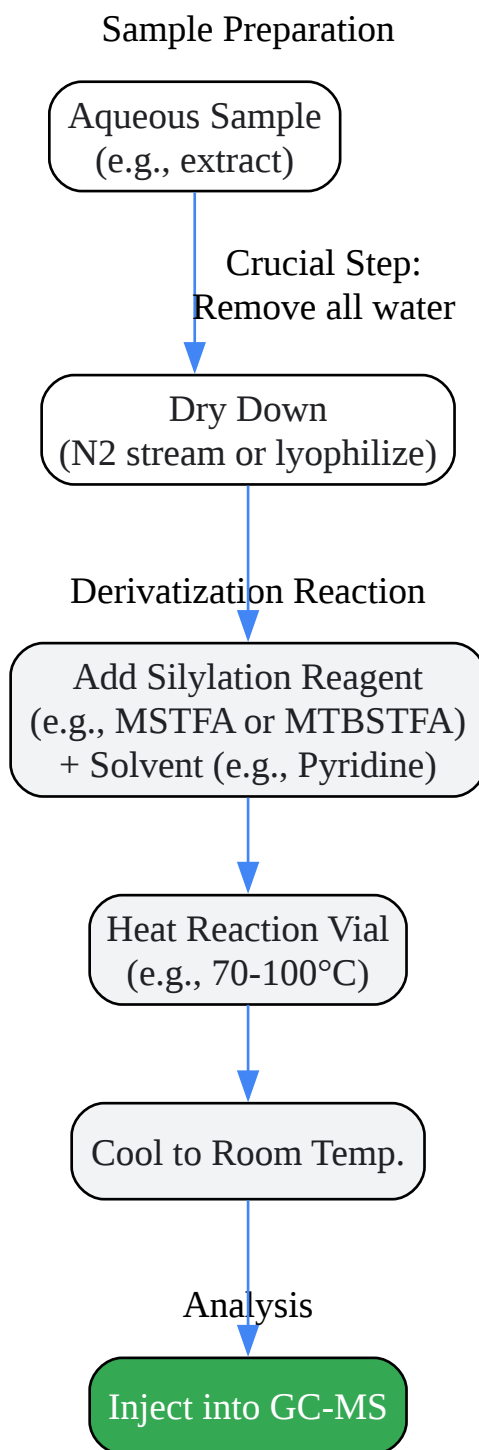 Sample Preparation
Aqueous Sample
(e.g., extract)
Crucial Step:
Remove all water
Dry Down
(N2 stream or lyophilize)
Derivatization Reaction
Add Silylation Reagent
(e.g., MSTFA or MTBSTFA)
+ Solvent (e.g., Pyridine)
Heat Reaction Vial
(e.g., 70-100°C)
Cool to Room Temp.
Analysis
Inject into GC-MS